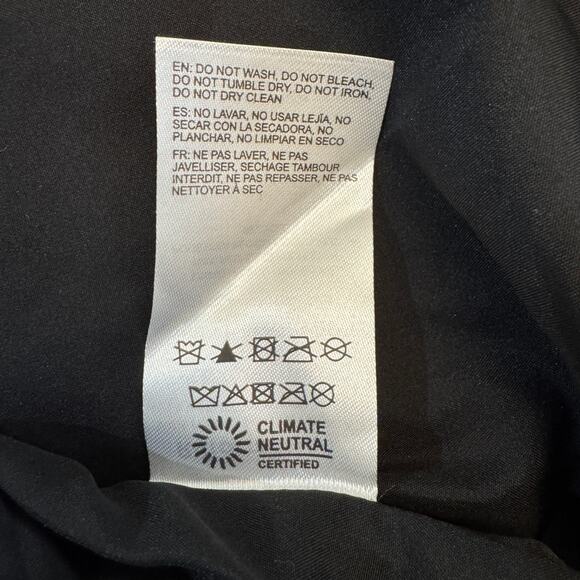 EN: DO NOT WASH, DO NOT BLEACH,
DO NOT TUMBLE DRY, DO NOT IRON,
DO NOT DRY CLEAN
ES: NO LAVAR, NO USAR LEJÍA, NO
SECAR CON LA SECADORA, NO
PLANCHAR, NO LIMPIAR EN SECO
FR: NE PAS LAVER, NE PAS
JAVELLISER, SECHAGE TAMBOUR
INTERDIT, NE PAS REPASSER, NE PAS
NETTOYER À SEC
CLIMATE
NEUTRAL
CERTIFIED